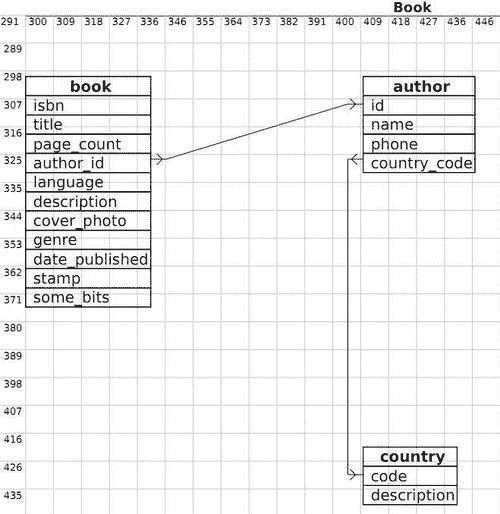 Book
291 300 309 318 327 336 346 355 364 373 382 391 400 409 418 427 436 446
289
298
307
316
325
335
344
353
362
371
380
389
398
407
416
426
435
book
isbn
title
page_count
author_id
language
description
cover_photo
genre
date_published
stamp
some_bits
author
id
name
phone
country_code
country
code
description